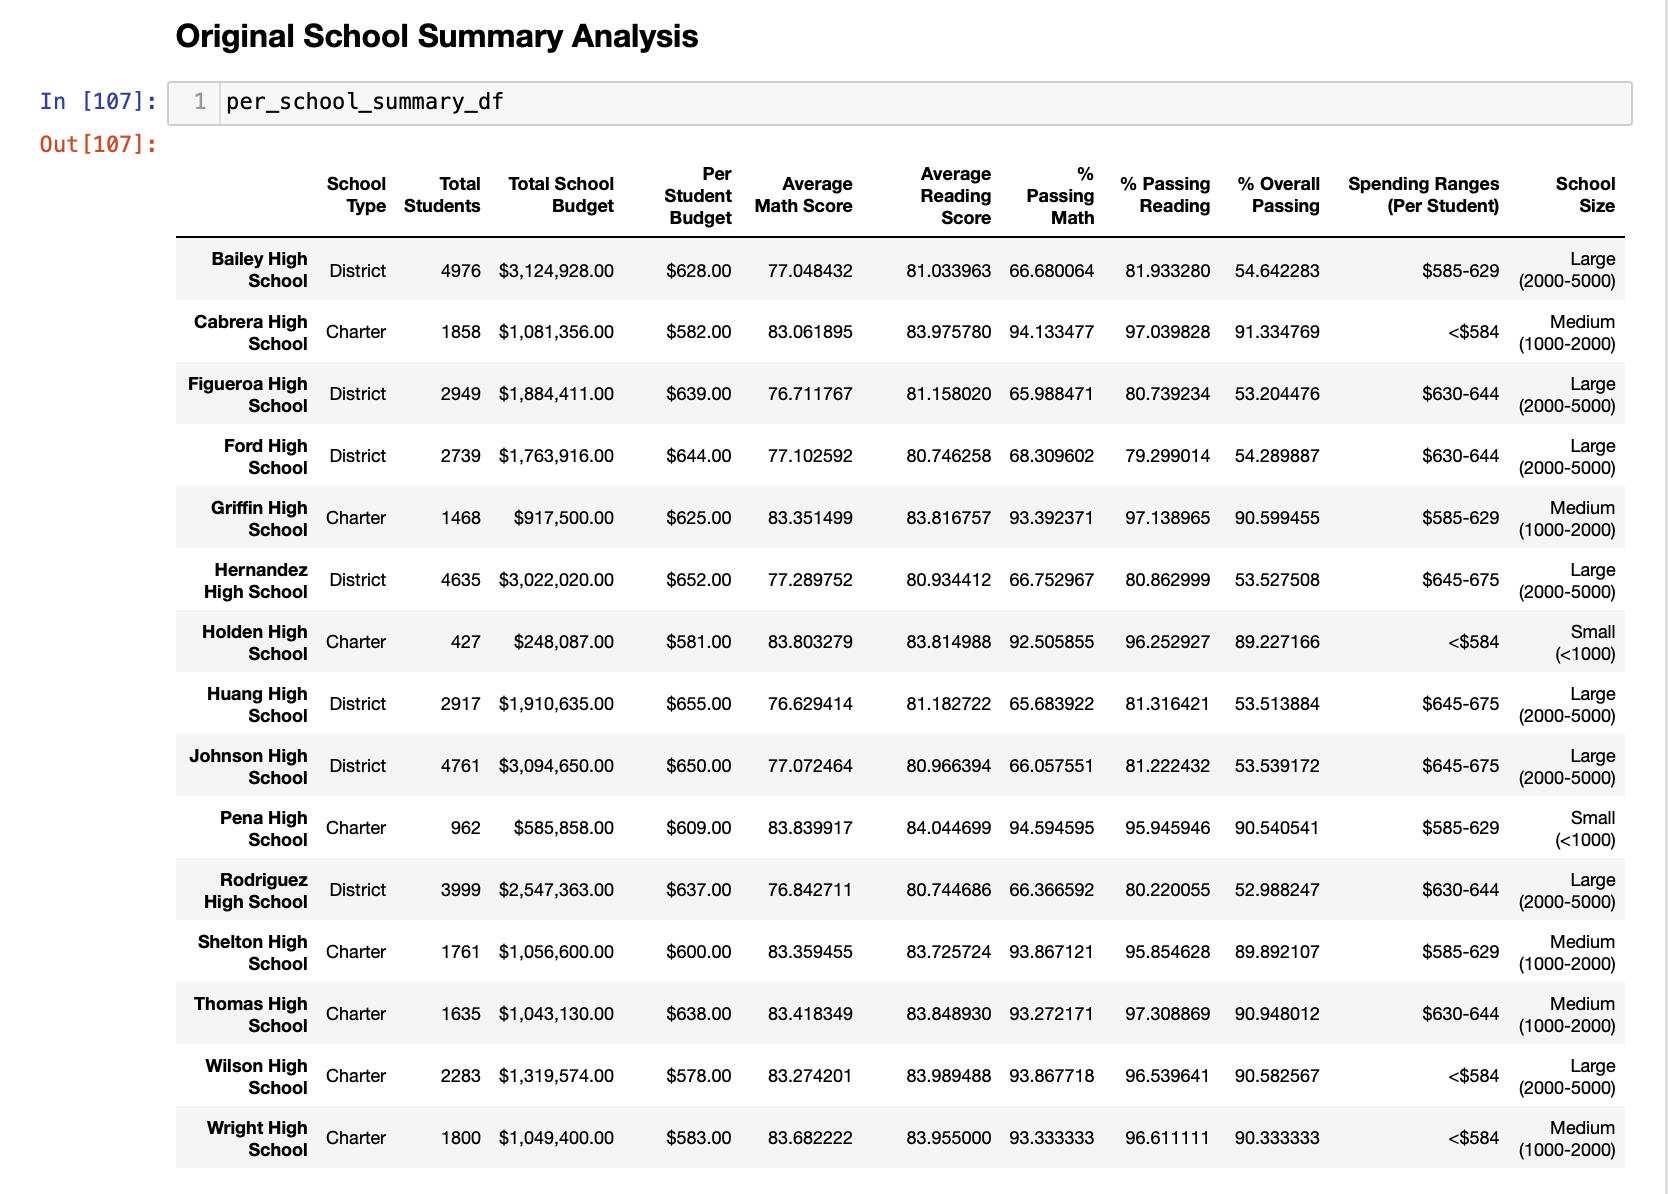 Original School Summary Analysis
In [107]: 1 per_school_summary_df
Out[107]:
School Type Total Students Total School Budget Per Student Budget Average Math Score Average Reading Score % Passing Math % Passing Reading % Overall Passing Spending Ranges (Per Student) School Size
Bailey High School District 4976 $3,124,928.00 $628.00 77.048432 81.033963 66.680064 81.933280 54.642283 $585-629 Large (2000-5000)
Cabrera High School Charter 1858 $1,081,356.00 $582.00 83.061895 83.975780 94.133477 97.039828 91.334769 <$584 Medium (1000-2000)
Figueroa High School District 2949 $1,884,411.00 $639.00 76.711767 81.158020 65.988471 80.739234 53.204476 $630-644 Large (2000-5000)
Ford High School District 2739 $1,763,916.00 $644.00 77.102592 80.746258 68.309602 79.299014 54.289887 $630-644 Large (2000-5000)
Griffin High School Charter 1468 $917,500.00 $625.00 83.351499 83.816757 93.392371 97.138965 90.599455 $585-629 Medium (1000-2000)
Hernandez High School District 4635 $3,022,020.00 $652.00 77.289752 80.934412 66.752967 80.862999 53.527508 $645-675 Large (2000-5000)
Holden High School Charter 427 $248,087.00 $581.00 83.803279 83.814988 92.505855 96.252927 89.227166 <$584 Small (<1000)
Huang High School District 2917 $1,910,635.00 $655.00 76.629414 81.182722 65.683922 81.316421 53.513884 $645-675 Large (2000-5000)
Johnson High School District 4761 $3,094,650.00 $650.00 77.072464 80.966394 66.057551 81.222432 53.539172 $645-675 Large (2000-5000)
Pena High School Charter 962 $585,858.00 $609.00 83.839917 84.044699 94.594595 95.945946 90.540541 $585-629 Small (<1000)
Rodriguez High School District 3999 $2,547,363.00 $637.00 76.842711 80.744686 66.366592 80.220055 52.988247 $630-644 Large (2000-5000)
Shelton High School Charter 1761 $1,056,600.00 $600.00 83.359455 83.725724 93.867121 95.854628 89.892107 $585-629 Medium (1000-2000)
Thomas High School Charter 1635 $1,043,130.00 $638.00 83.418349 83.848930 93.272171 97.308869 90.948012 $630-644 Medium (1000-2000)
Wilson High School Charter 2283 $1,319,574.00 $578.00 83.274201 83.989488 93.867718 96.539641 90.582567 <$584 Large (2000-5000)
Wright High School Charter 1800 $1,049,400.00 $583.00 83.682222 83.955000 93.333333 96.611111 90.333333 <$584 Medium (1000-2000)